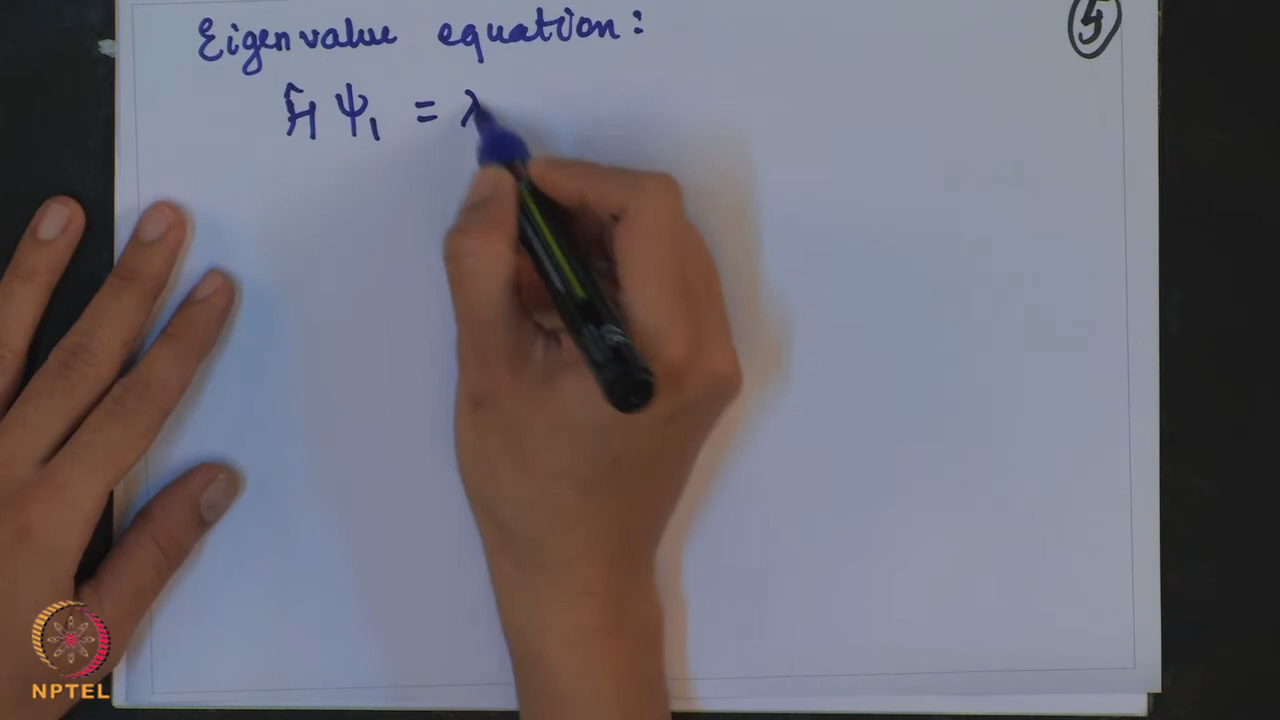 Eigenvalue equation:
5
Ĥ ψ₁ = λ
NPTEL